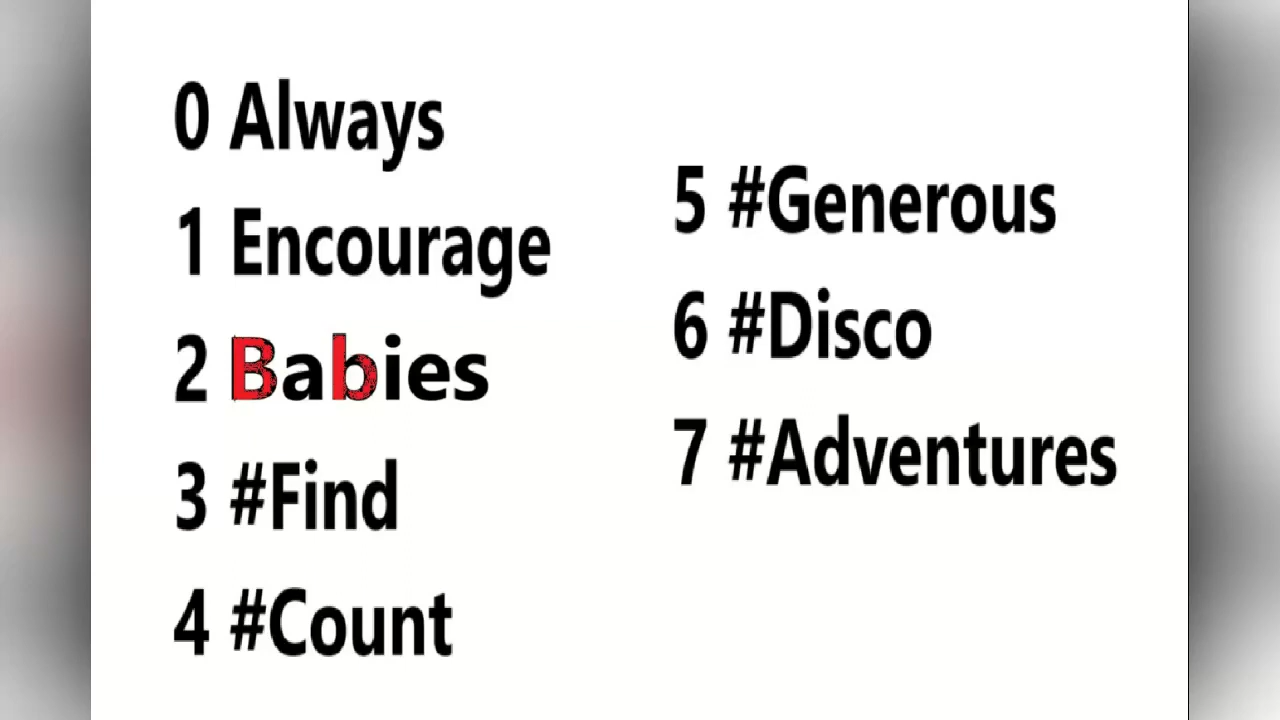 0 Always
1 Encourage
2 Babies
3 #Find
4 #Count
5 #Generous
6 #Disco
7 #Adventures